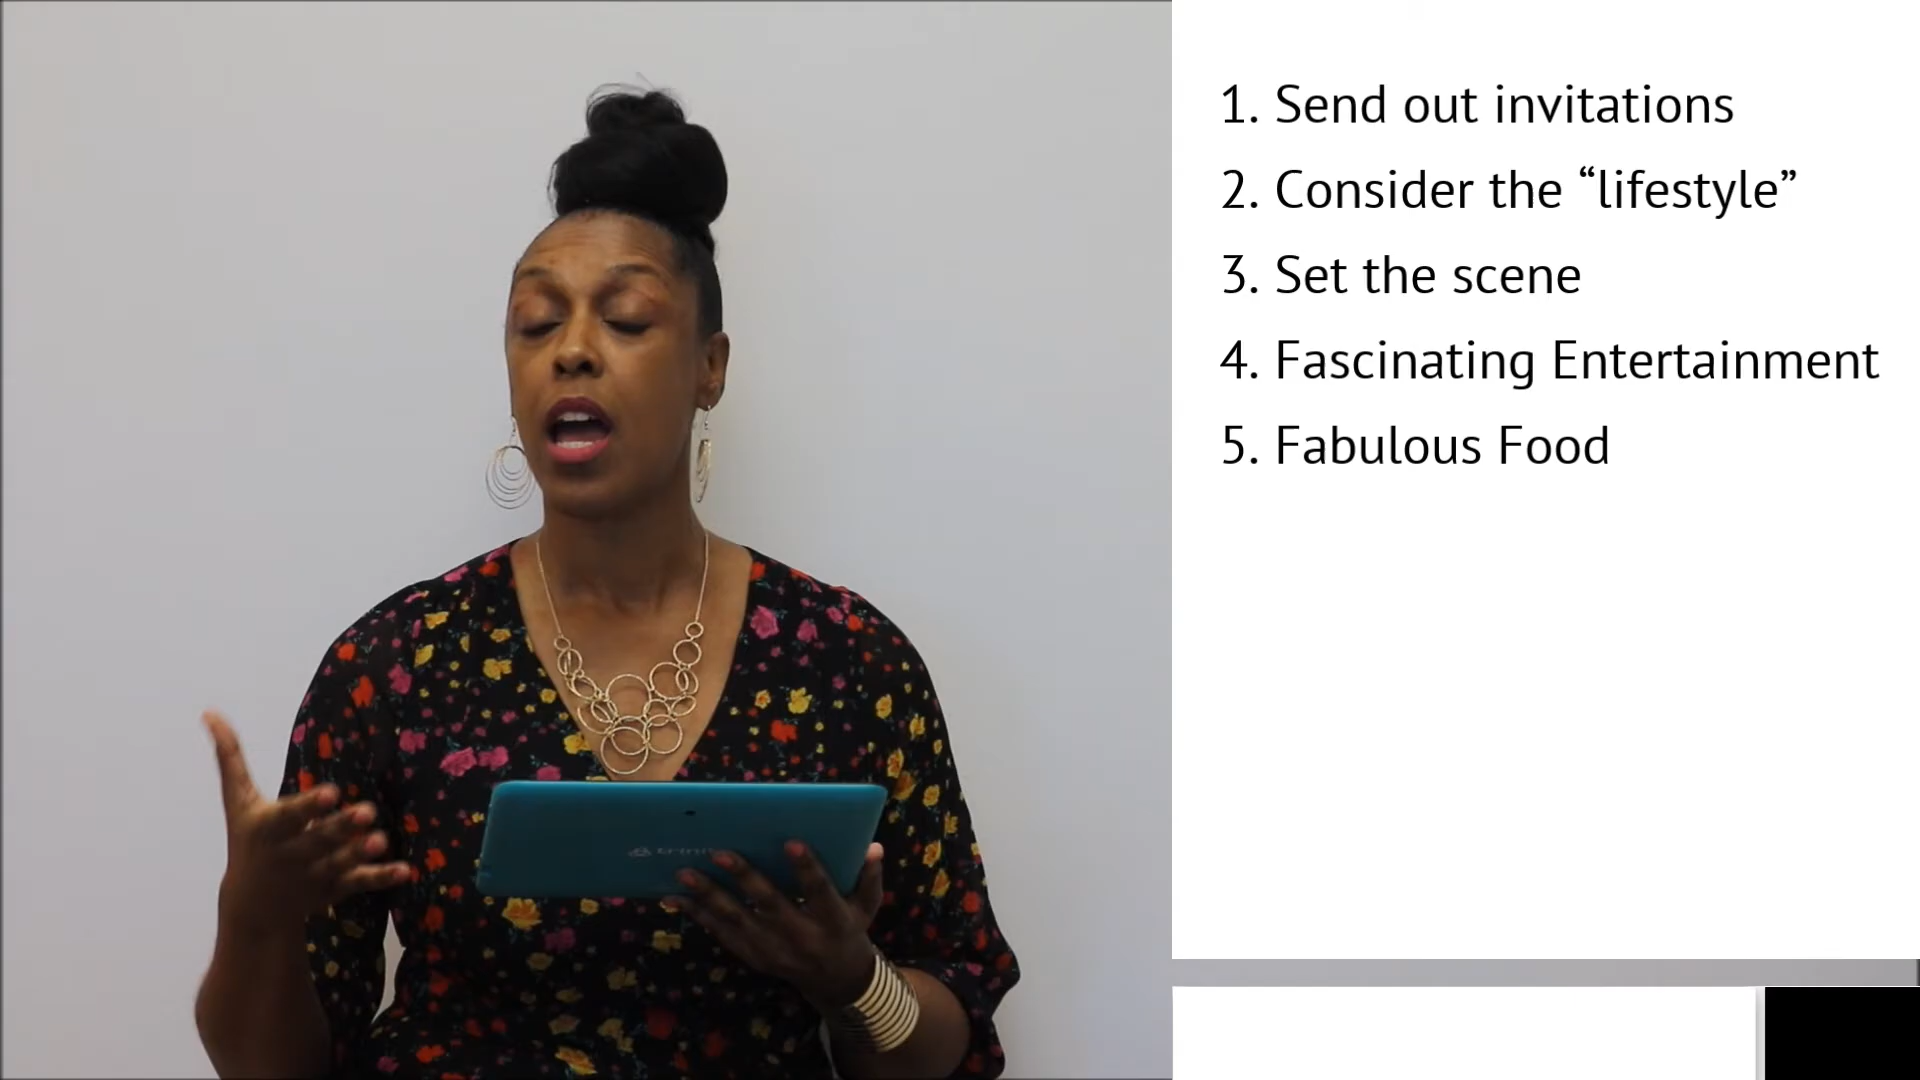 1. Send out invitations
2. Consider the “lifestyle”
3. Set the scene
4. Fascinating Entertainment
5. Fabulous Food